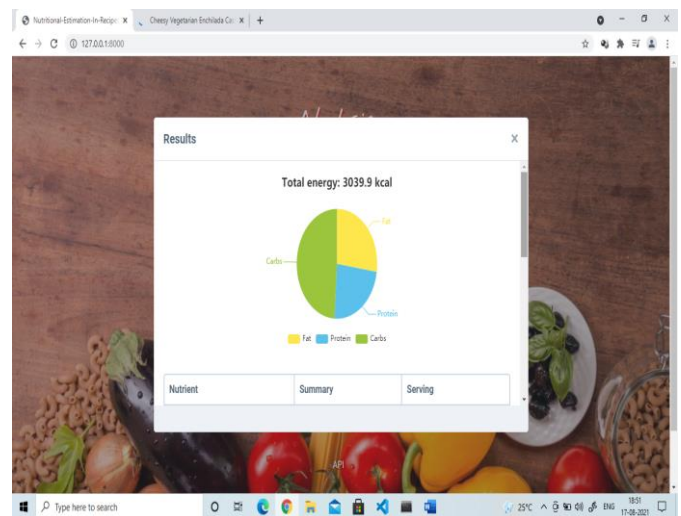 Nutritional-Estimation-In-Recipe × Cheesy Vegetarian Enchilada Ca × +
127.0.0.1:8000
Results ×
Total energy: 3039.9 kcal
Fat
Carbs
Protein
Fat Protein Carbs
Nutrient Summary Serving
API
Type here to search 25°C ENG 18:51
17-08-2021